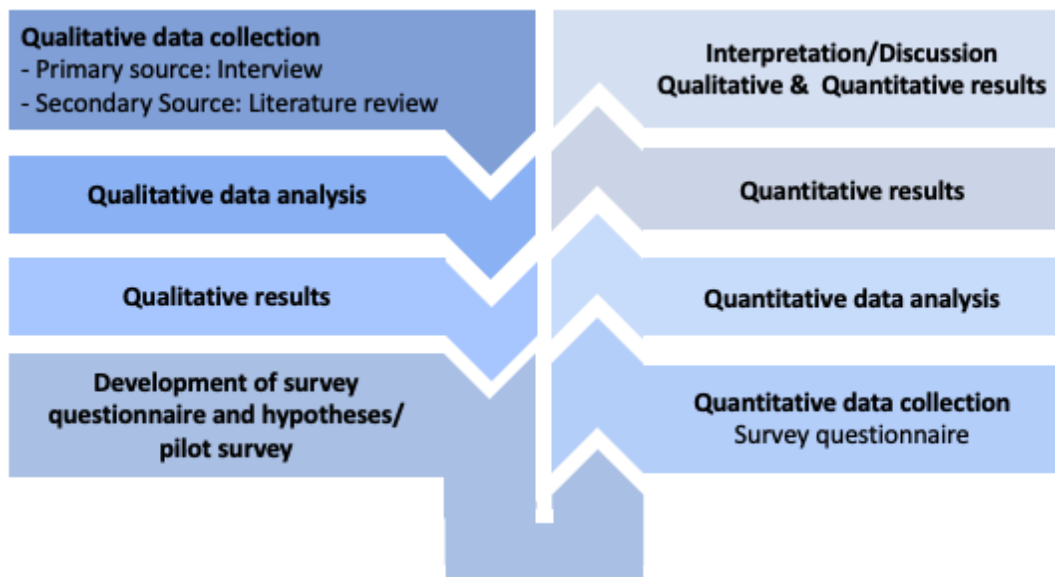 Qualitative data collection
- Primary source: Interview
- Secondary Source: Literature review
Qualitative data analysis
Qualitative results
Development of survey
questionnaire and hypotheses/
pilot survey
Interpretation/Discussion
Qualitative & Quantitative results
Quantitative results
Quantitative data analysis
Quantitative data collection
Survey questionnaire